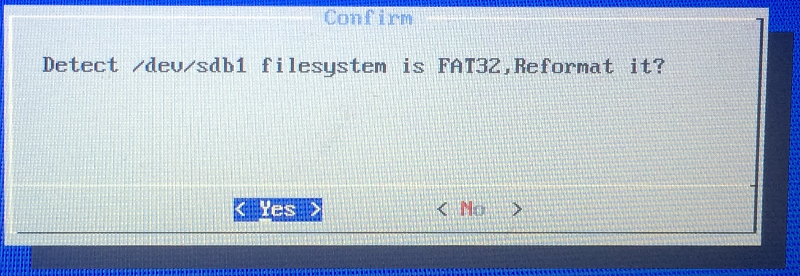 Confirm
Detect /dev/sdb1 filesystem is FAT32,Reformat it?
< Yes > < No >